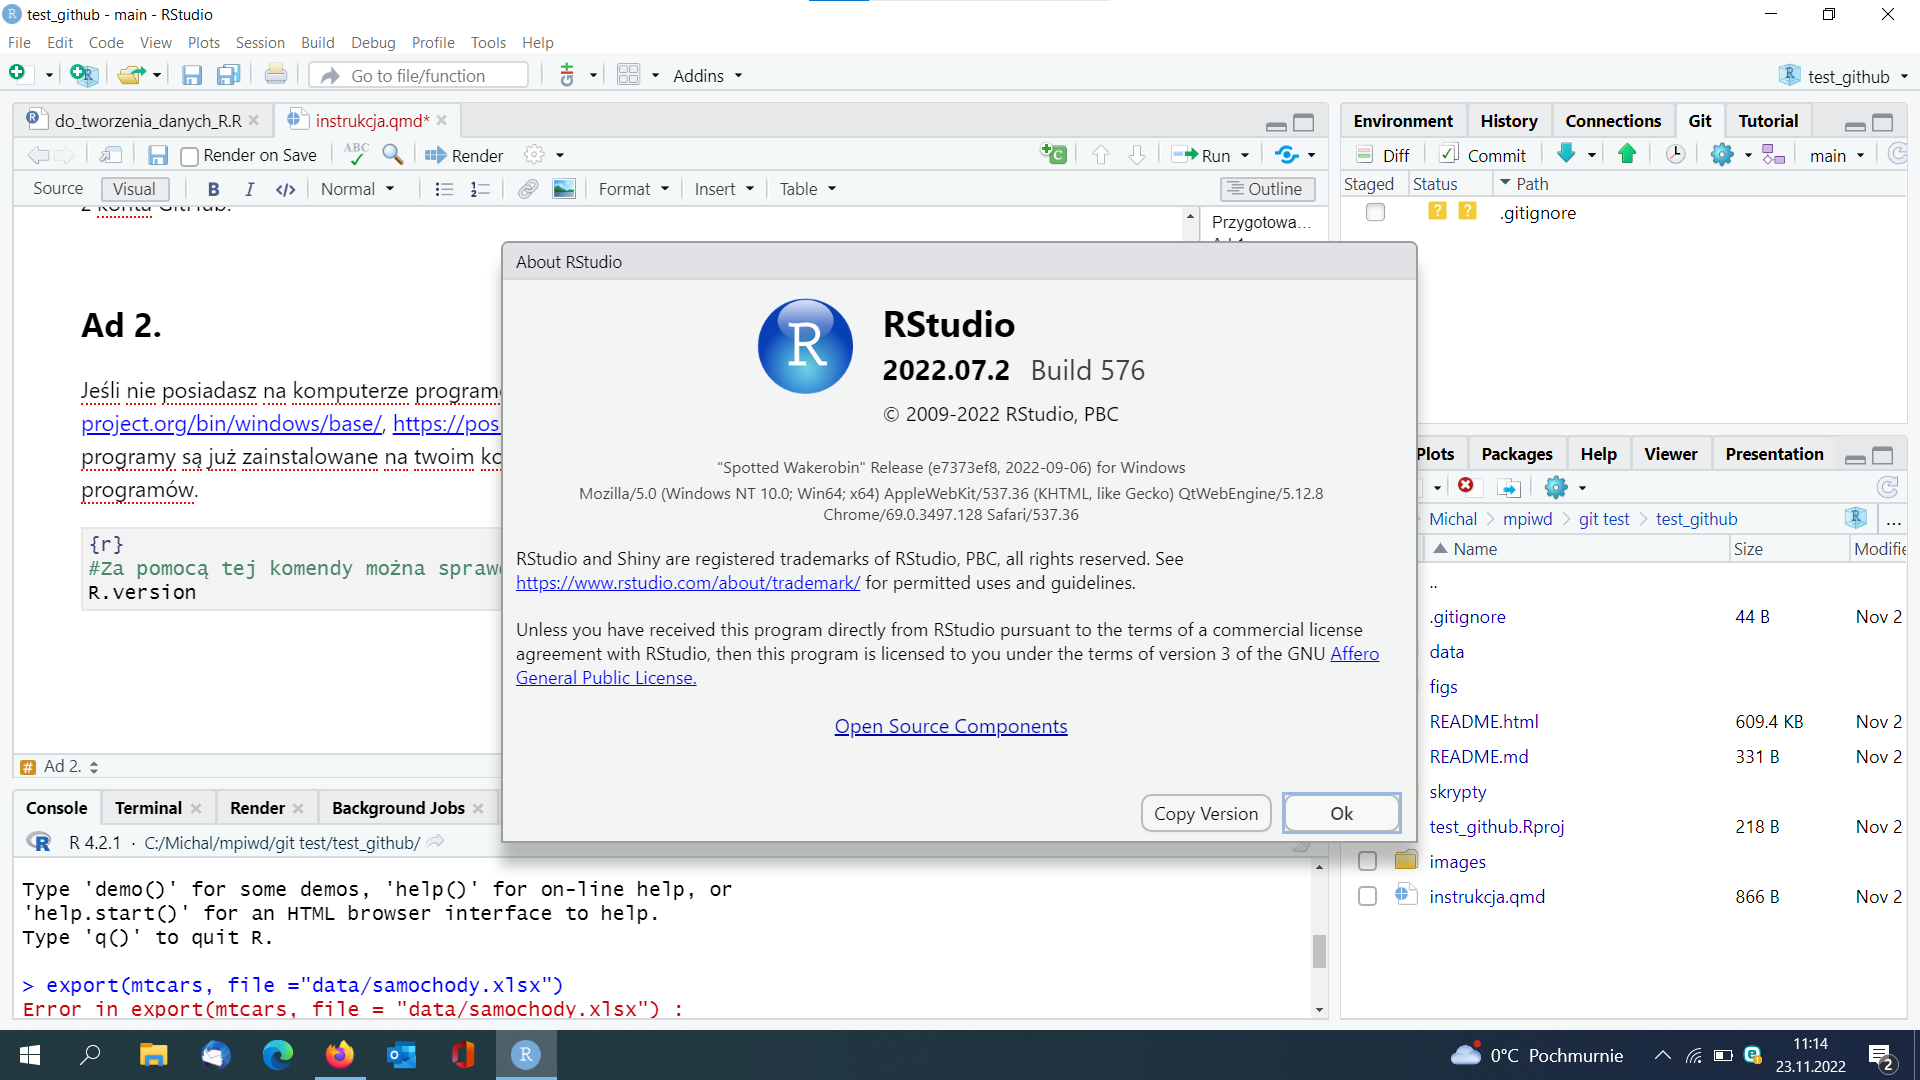 test_github - main - RStudio
File Edit Code View Plots Session Build Debug Profile Tools Help
Go to file/function
Addins
test_github
do_tworzenia_danych_R.R
instrukcja.qmd*
Render on Save
ABC
Render
Run
Source
Visual
B
I
</>
Normal
Format
Insert
Table
Outline
z konta GitHub.
Przygotowa...
Ad 2.
Jeśli nie posiadasz na komputerze
project.org/bin/windows/base/, https://pos
programy są już zainstalowane na twoim
programów.
{r}
#Za pomocą tej komendy można
R.version
# Ad 2.
Console Terminal Render Background Jobs
R 4.2.1 · C:/Michal/mpiwd/git test/test_github/
Type 'demo()' for some demos, 'help()' for on-line help, or
'help.start()' for an HTML browser interface to help.
Type 'q()' to quit R.
> export(mtcars, file ="data/samochody.xlsx")
Error in export(mtcars, file = "data/samochody.xlsx") :
About RStudio
R
RStudio
2022.07.2 Build 576
© 2009-2022 RStudio, PBC
"Spotted Wakerobin" Release (e7373ef8, 2022-09-06) for Windows
Mozilla/5.0 (Windows NT 10.0; Win64; x64) AppleWebKit/537.36 (KHTML, like Gecko) QtWebEngine/5.12.8
Chrome/69.0.3497.128 Safari/537.36
RStudio and Shiny are registered trademarks of RStudio, PBC, all rights reserved. See
https://www.rstudio.com/about/trademark/ for permitted uses and guidelines.
Unless you have received this program directly from RStudio pursuant to the terms of a commercial license
agreement with RStudio, then this program is licensed to you under the terms of version 3 of the GNU Affero
General Public License.
Open Source Components
Copy Version
Ok
Environment History Connections Git Tutorial
Diff Commit main
Staged Status Path
? ? .gitignore
Plots Packages Help Viewer Presentation
Michal mpiwd git test test_github ...
Name Size
..
.gitignore 44 B Nov 2
data
figs
README.html 609.4 KB Nov 2
README.md 331 B Nov 2
skrypty
test_github.Rproj 218 B Nov 2
images
instrukcja.qmd 866 B Nov 2
0°C Pochmurnie
11:14
23.11.2022
2